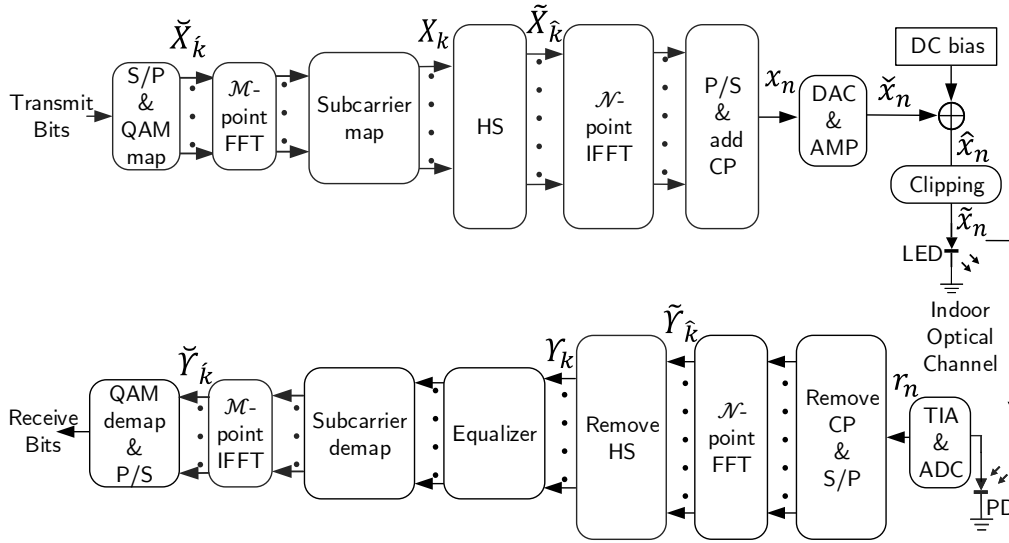 Transmit
Bits
S/P
&
QAM
map
X̆ₖ́
ℳ-
point
FFT
Subcarrier
map
Xₖ
HS
X̃ₖ̂
𝒩-
point
IFFT
P/S
&
add
CP
xₙ
DAC
&
AMP
x̌ₙ
DC bias
x̂ₙ
Clipping
x̃ₙ
LED
Indoor
Optical
Channel
PD
TIA
&
ADC
rₙ
Remove
CP
&
S/P
𝒩-
point
FFT
Ỹₖ̂
Remove
HS
Yₖ
Equalizer
Subcarrier
demap
ℳ-
point
IFFT
Y̆ₖ́
QAM
demap
&
P/S
Receive
Bits